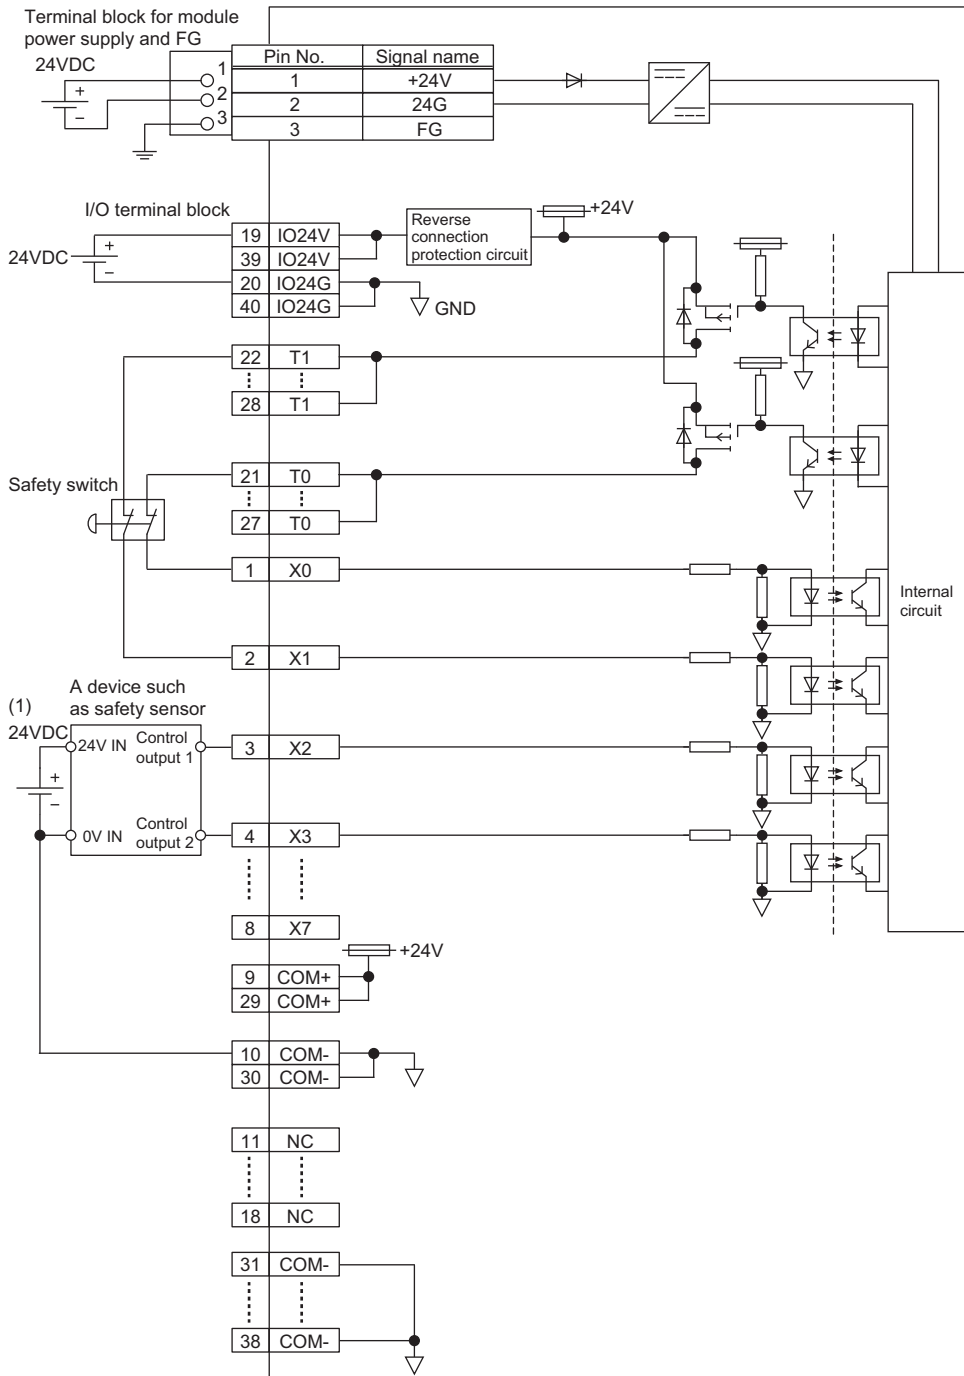 Terminal block for module
power supply and FG
24VDC
+
−
1
2
3
Pin No. Signal name
1 +24V
2 24G
3 FG
I/O terminal block
24VDC
+
−
19 IO24V
39 IO24V
20 IO24G
40 IO24G
Reverse
connection
protection circuit
+24V
GND
22 T1
28 T1
21 T0
27 T0
Safety switch
1 X0
2 X1
Internal
circuit
(1)
24VDC
+
−
A device such
as safety sensor
24V IN
Control
output 1
0V IN
Control
output 2
3 X2
4 X3
8 X7
+24V
9 COM+
29 COM+
10 COM-
30 COM-
11 NC
18 NC
31 COM-
38 COM-